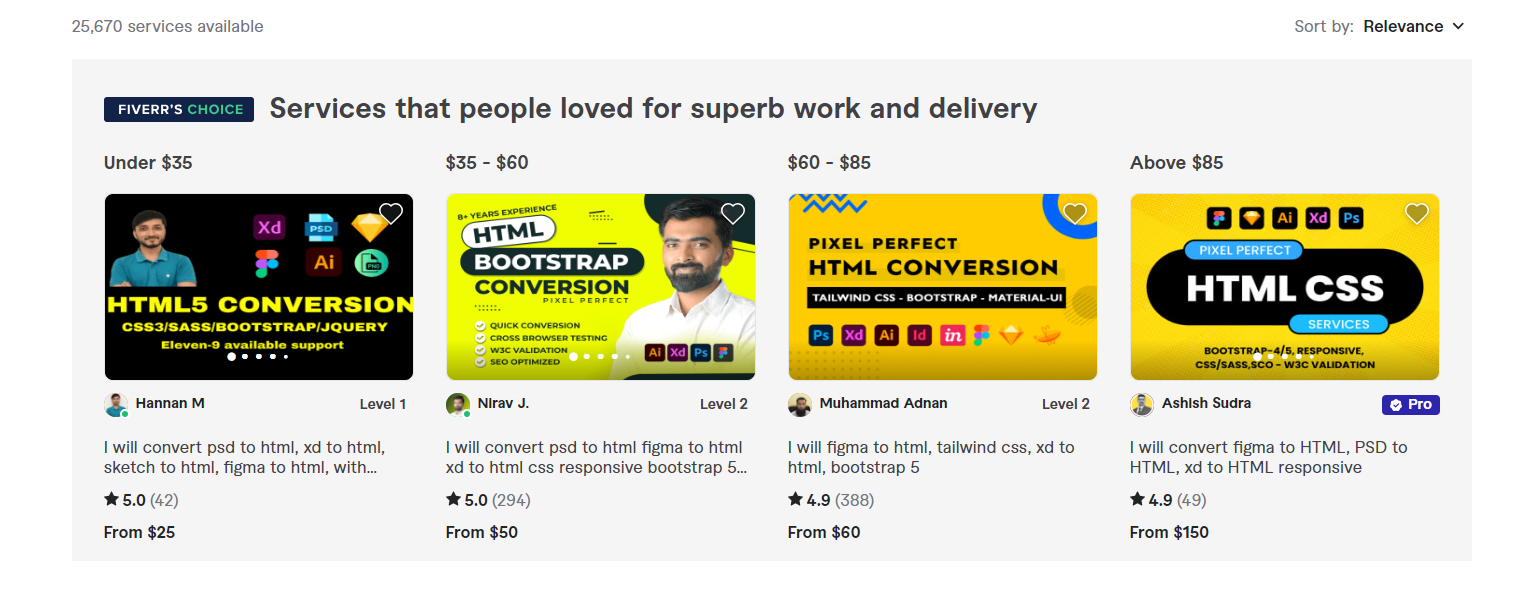 25,670 services available
Sort by: Relevance
FIVERR'S CHOICE Services that people loved for superb work and delivery
Under $35
Xd
PSD
Ai
PNG
HTML5 CONVERSION
CSS3/SASS/BOOTSTRAP/JQUERY
Eleven-9 available support
Hannan M
Level 1
I will convert psd to html, xd to html,
sketch to html, figma to html, with...
5.0 (42)
From $25
$35 - $60
8+ YEARS EXPERIENCE
HTML
BOOTSTRAP
CONVERSION
PIXEL PERFECT
QUICK CONVERSION
CROSS BROWSER TESTING
W3C VALIDATION
SEO OPTIMIZED
Ai Xd Ps
Nirav J.
Level 2
I will convert psd to html figma to html
xd to html css responsive bootstrap 5...
5.0 (294)
From $50
$60 - $85
PIXEL PERFECT
HTML CONVERSION
TAILWIND CSS - BOOTSTRAP - MATERIAL-UI
Ps Xd Ai Id in
Muhammad Adnan
Level 2
I will figma to html, tailwind css, xd to
html, bootstrap 5
4.9 (388)
From $60
Above $85
Ai Xd Ps
PIXEL PERFECT
HTML CSS
SERVICES
BOOTSTRAP-4/5, RESPONSIVE,
CSS/SASS,SCO - W3C VALIDATION
Ashish Sudra
Pro
I will convert figma to HTML, PSD to
HTML, xd to HTML responsive
4.9 (49)
From $150